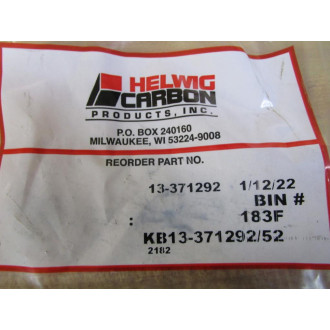 HELWIG
CARBON
PRODUCTS, INC.
P.O. BOX 240160
MILWAUKEE, WI 53224-9008
REORDER PART NO.
13-371292 1/12/22
BIN #
: 183F
KB13-371292/52
2182